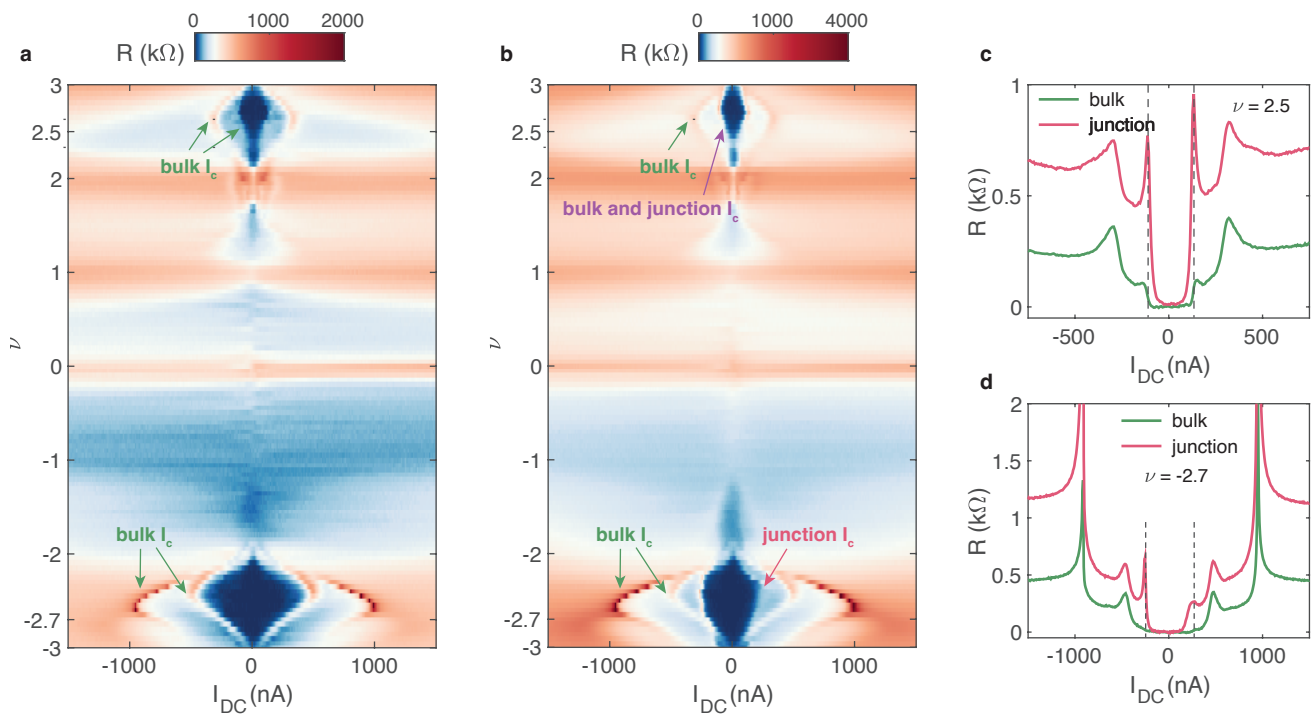 a
R (kΩ)
0 1000 2000
3
2.5
2
1
0
-1
-2
-2.7
-3
ν
bulk I_c
bulk I_c
-1000 0 1000
I_DC (nA)
b
R (kΩ)
0 1000 4000
3
2.5
2
1
0
-1
-2
-2.7
-3
ν
bulk I_c
bulk and junction I_c
bulk I_c
junction I_c
-1000 0 1000
I_DC (nA)
c
bulk
junction
ν = 2.5
1
0.5
0
R (kΩ)
-500 0 500
I_DC (nA)
d
bulk
junction
ν = -2.7
2
1.5
1
0.5
0
R (kΩ)
-1000 0 1000
I_DC (nA)